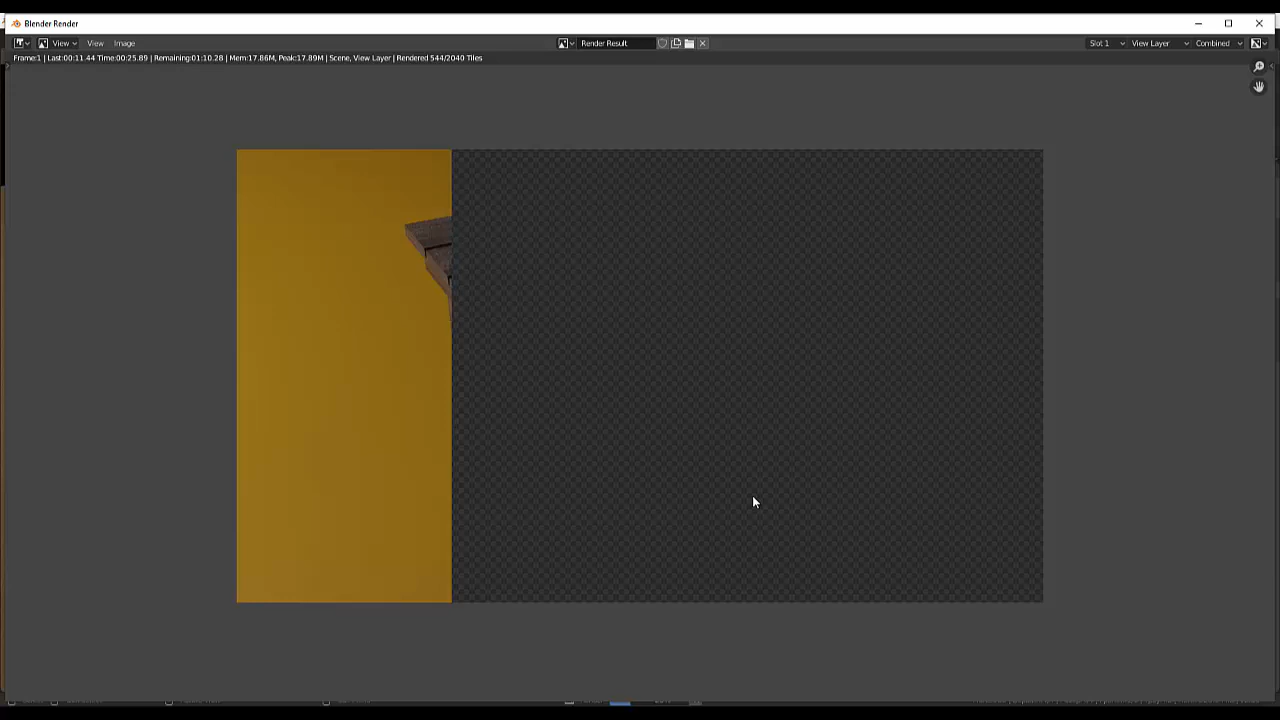 Blender Render
View View Image Render Result Slot 1 View Layer Combined
Frame:1 | Last:00:11.44 Time:00:25.89 | Remaining:01:10.28 | Mem:17.86M, Peak:17.89M | Scene, View Layer | Rendered 544/2040 Tiles